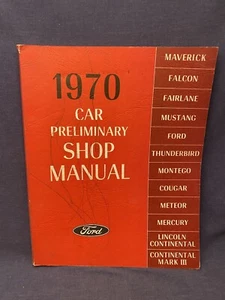 1970
CAR
PRELIMINARY
SHOP
MANUAL
Ford
MAVERICK
FALCON
FAIRLANE
MUSTANG
FORD
THUNDERBIRD
MONTEGO
COUGAR
METEOR
MERCURY
LINCOLN
CONTINENTAL
CONTINENTAL
MARK III